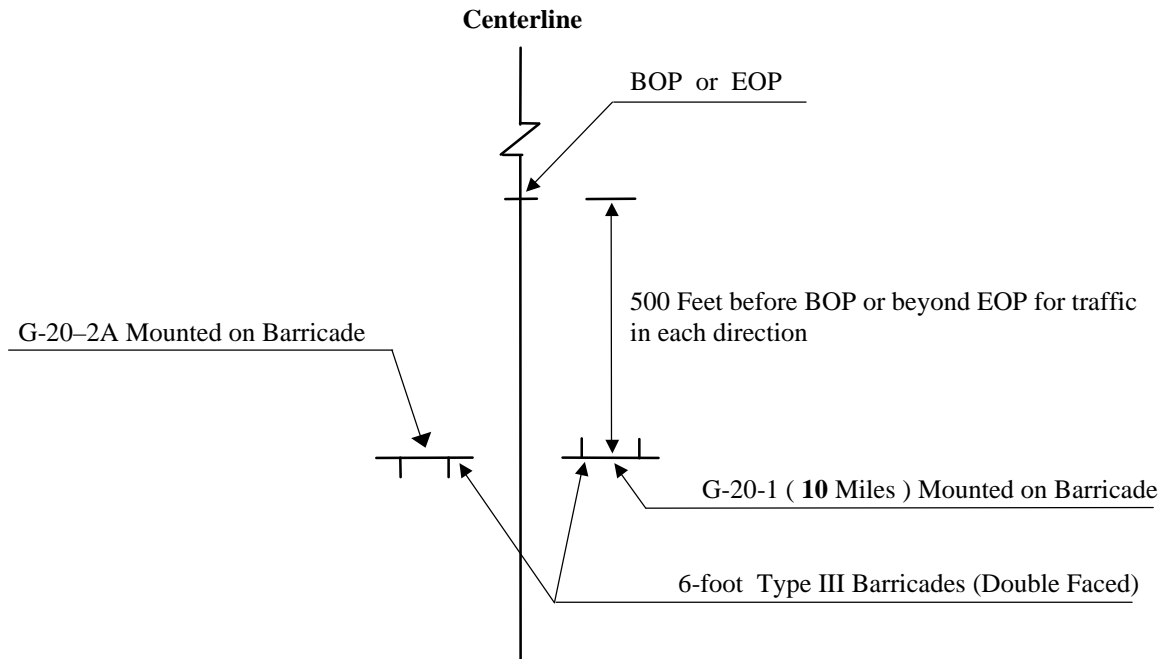 Centerline
BOP or EOP
500 Feet before BOP or beyond EOP for traffic
in each direction
G-20–2A Mounted on Barricade
G-20-1 ( 10 Miles ) Mounted on Barricade
6-foot Type III Barricades (Double Faced)